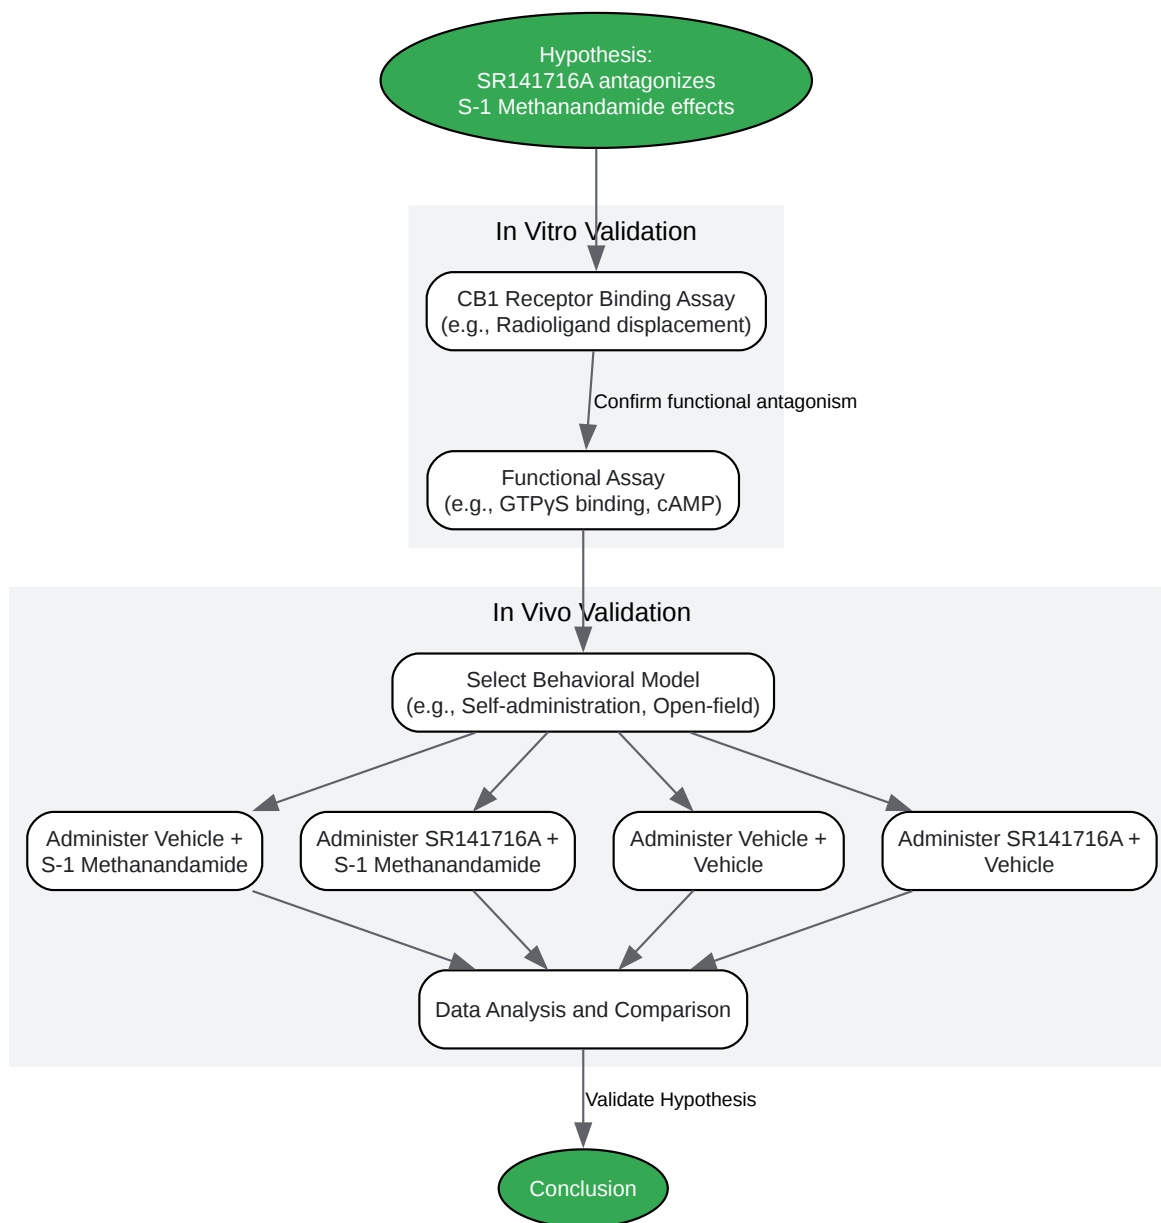 Hypothesis:
SR141716A antagonizes
S-1 Methanandamide effects
In Vitro Validation
CB1 Receptor Binding Assay
(e.g., Radioligand displacement)
Confirm functional antagonism
Functional Assay
(e.g., GTPγS binding, cAMP)
In Vivo Validation
Select Behavioral Model
(e.g., Self-administration, Open-field)
Administer Vehicle +
S-1 Methanandamide
Administer SR141716A +
S-1 Methanandamide
Administer Vehicle +
Vehicle
Administer SR141716A +
Vehicle
Data Analysis and Comparison
Validate Hypothesis
Conclusion